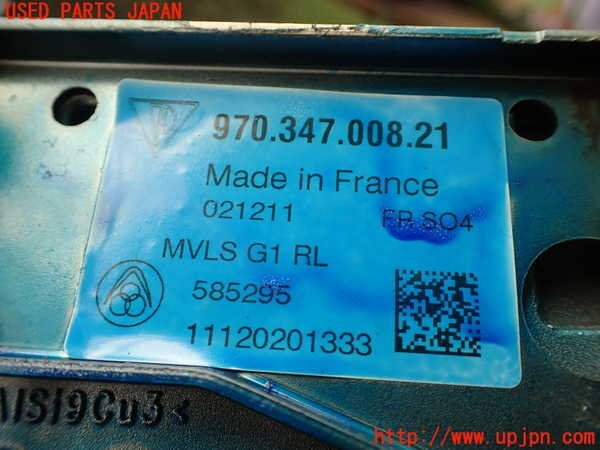 USED PARTS JAPAN
970.347.008.21
Made in France
021211 FR SO4
MVLS G1 RL
585295
11120201333
AlSi9Cu3<
http://www.upjpn.com/